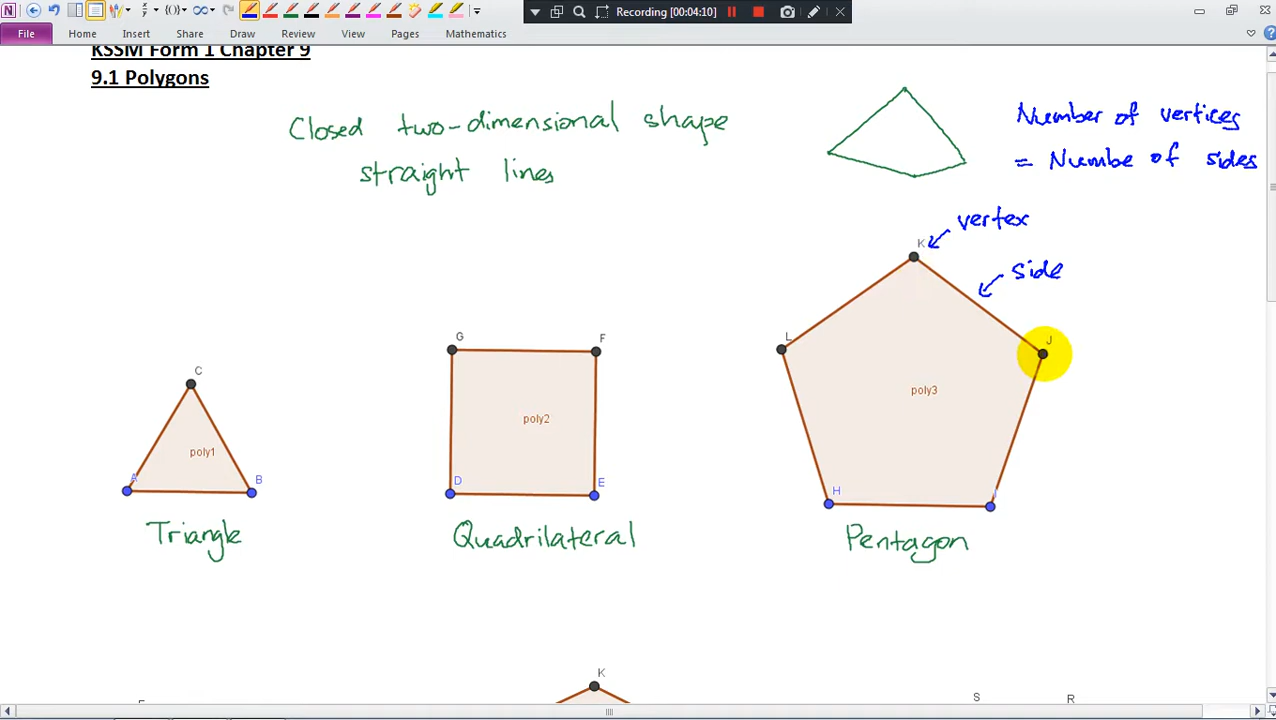 Recording [00:04:10]
File Home Insert Share Draw Review View Pages Mathematics
KSSM Form 1 Chapter 9
9.1 Polygons
Closed two-dimensional shape
straight lines
Number of vertices
= Numbe of sides
vertex
side
K
L
J
H
I
poly3
Pentagon
G
F
D
E
poly2
Quadrilateral
C
A
B
poly1
Triangle
K
S
R